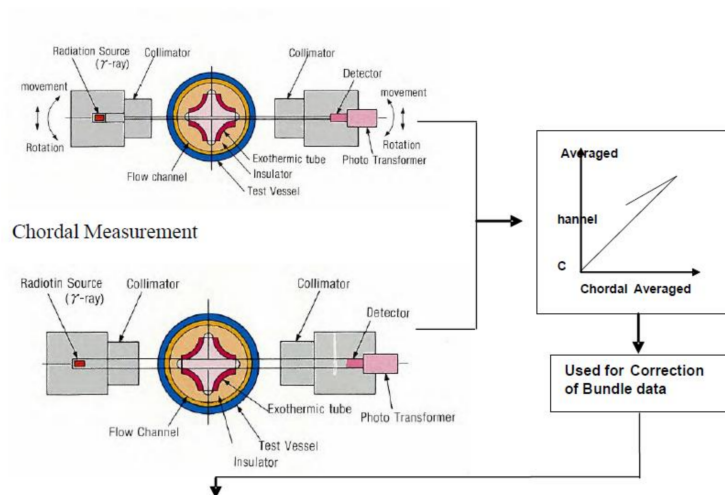 Radiation Source
(γ-ray)
Collimator
Collimator
Detector
movement
movement
Rotation
Rotation
Exothermic tube
Photo Transformer
Insulator
Flow channel
Test Vessel
Chordal Measurement
Radiotin Source
(γ-ray)
Collimator
Collimator
Detector
Exothermic tube
Photo Transformer
Flow Channel
Test Vessel
Insulator
Averaged
hannel
C
Chordal Averaged
Used for Correction
of Bundle data